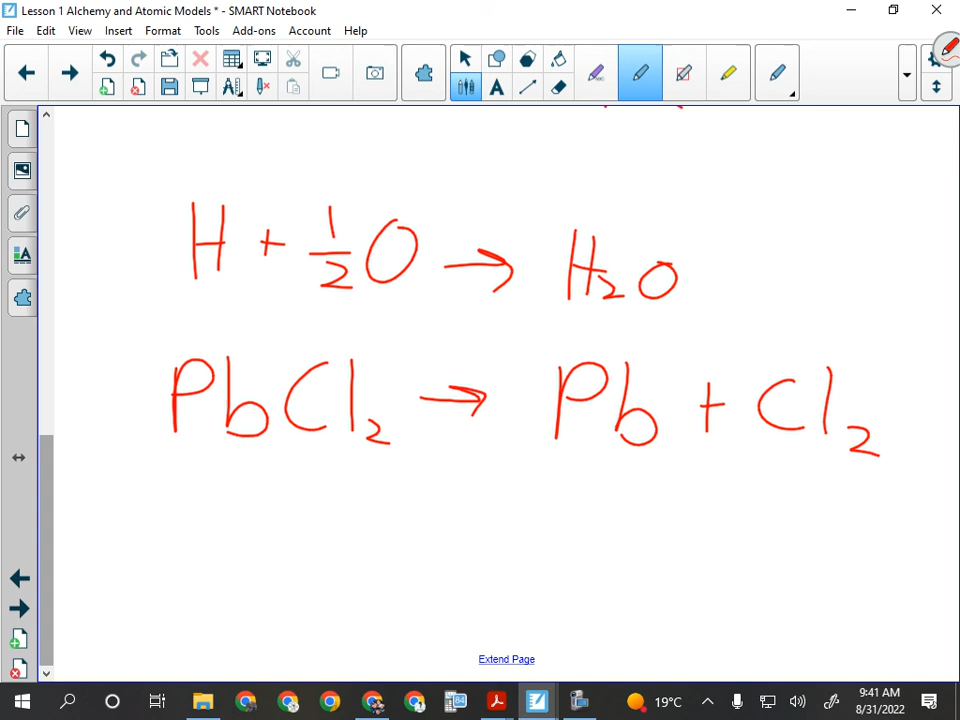 Lesson 1 Alchemy and Atomic Models * - SMART Notebook
File Edit View Insert Format Tools Add-ons Account Help
H + 1/2 O → H₂O
PbCl₂ → Pb + Cl₂
Extend Page
19°C
9:41 AM
8/31/2022